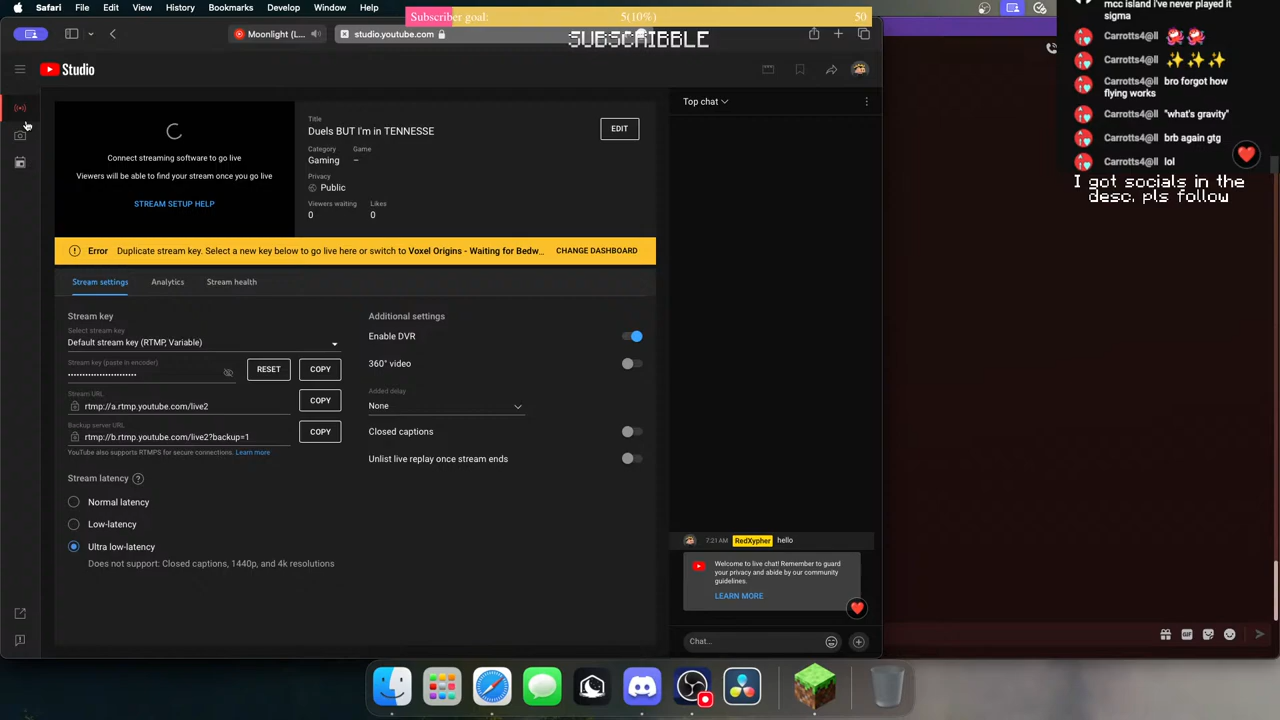 Safari File Edit View History Bookmarks Develop Window Help
Subscriber goal: 5(10%) 50
SUBSCRIBBLE
Moonlight (L...
studio.youtube.com
Studio
Connect streaming software to go live
Viewers will be able to find your stream once you go live
STREAM SETUP HELP
Title
Duels BUT I'm in TENNESSE
EDIT
Category Game
Gaming –
Privacy
Public
Viewers waiting Likes
0 0
Error Duplicate stream key. Select a new key below to go live here or switch to Voxel Origins - Waiting for Bedw... CHANGE DASHBOARD
Stream settings Analytics Stream health
Stream key
Select stream key
Default stream key (RTMP, Variable)
Stream key (paste in encoder)
························
RESET COPY
Stream URL
rtmp://a.rtmp.youtube.com/live2
COPY
Backup server URL
rtmp://b.rtmp.youtube.com/live2?backup=1
COPY
YouTube also supports RTMPS for secure connections. Learn more
Stream latency
Normal latency
Low-latency
Ultra low-latency
Does not support: Closed captions, 1440p, and 4k resolutions
Additional settings
Enable DVR
360° video
Added delay
None
Closed captions
Unlist live replay once stream ends
Top chat
7:21 AM RedXypher hello
Welcome to live chat! Remember to guard
your privacy and abide by our community
guidelines.
LEARN MORE
Chat...
mcc island i've never played it
sigma
Carrotts4@ll
Carrotts4@ll
Carrotts4@ll bro forgot how
flying works
Carrotts4@ll "what's gravity"
Carrotts4@ll brb again gtg
Carrotts4@ll lol
I got socials in the
desc. pls follow
GIF